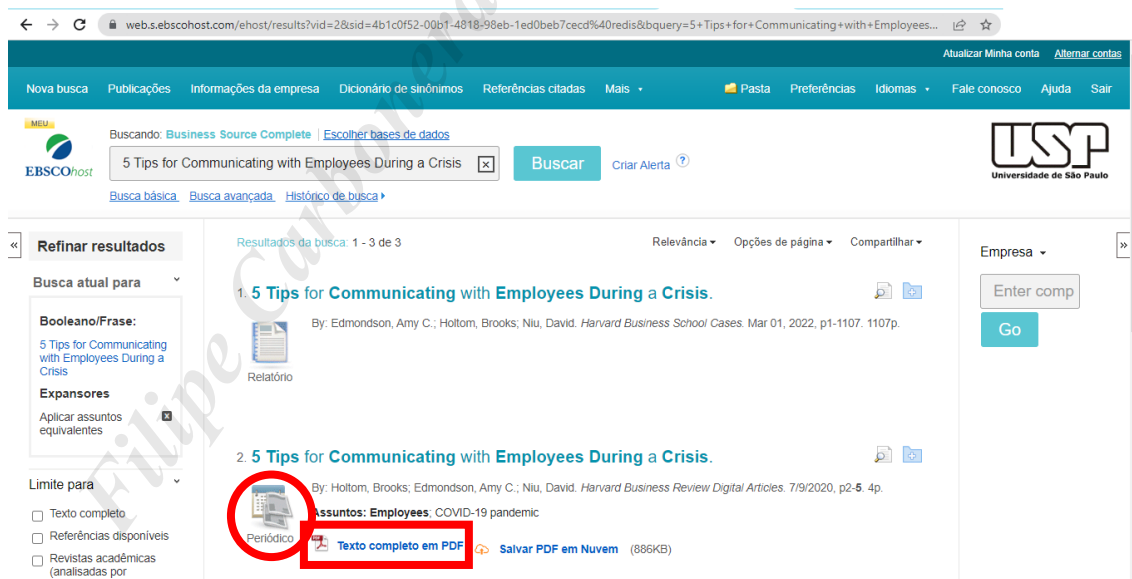 web.s.ebscohost.com/ehost/results?vid=2&sid=4b1c0f52-00b1-4818-98eb-1ed0beb7cecd%40redis&bquery=5+Tips+for+Communicating+with+Employees...
Atualizar Minha conta Alternar contas
Nova busca Publicações Informações da empresa Dicionário de sinônimos Referências citadas Mais Pasta Preferências Idiomas Fale conosco Ajuda Sair
MEU
EBSCOhost
Buscando: Business Source Complete | Escolher bases de dados
5 Tips for Communicating with Employees During a Crisis
Buscar
Criar Alerta ?
Busca básica Busca avançada Histórico de busca
USP
Universidade de São Paulo
« Refinar resultados
Busca atual para
Booleano/Frase:
5 Tips for Communicating
with Employees During a
Crisis
Expansores
Aplicar assuntos
equivalentes
Limite para
Texto completo
Referências disponíveis
Revistas acadêmicas
(analisadas por
Resultados da busca: 1 - 3 de 3
Relevância Opções de página Compartilhar
1. 5 Tips for Communicating with Employees During a Crisis.
By: Edmondson, Amy C.; Holtom, Brooks; Niu, David. Harvard Business School Cases. Mar 01, 2022, p1-1107. 1107p.
Relatório
2. 5 Tips for Communicating with Employees During a Crisis.
By: Holtom, Brooks; Edmondson, Amy C.; Niu, David. Harvard Business Review Digital Articles. 7/9/2020, p2-5. 4p.
Assuntos: Employees; COVID-19 pandemic
Periódico
Texto completo em PDF
Salvar PDF em Nuvem (886KB)
Empresa
»
Enter comp
Go